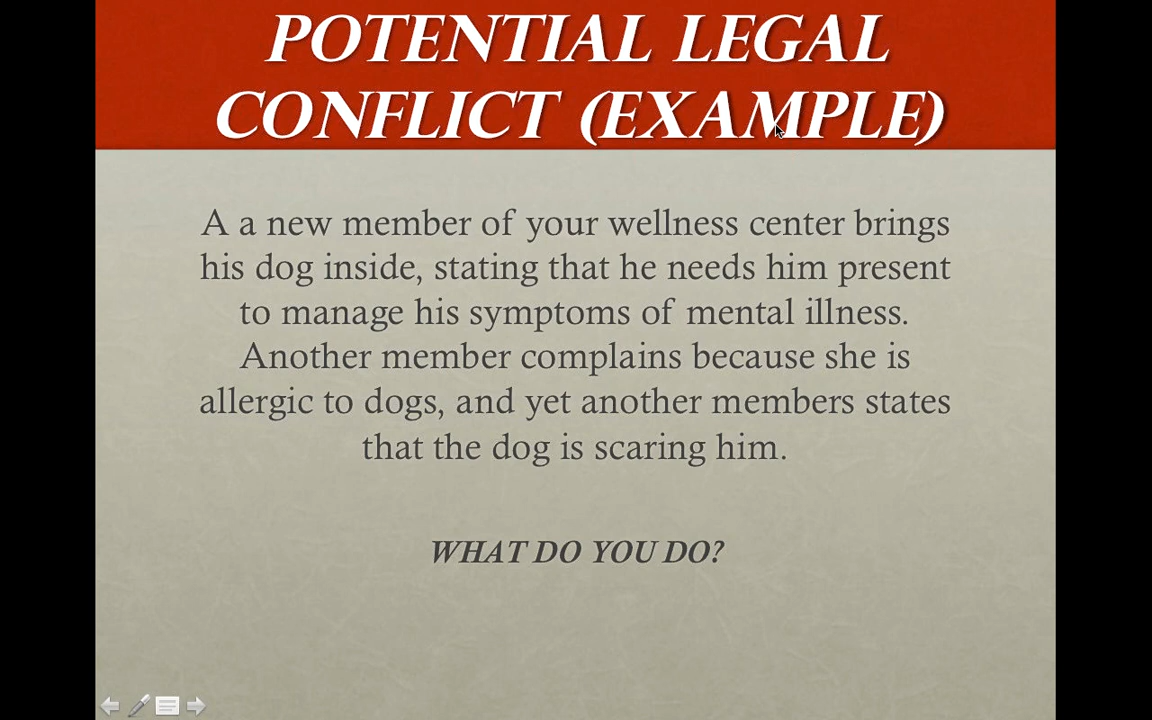 POTENTIAL LEGAL
CONFLICT (EXAMPLE)
A a new member of your wellness center brings
his dog inside, stating that he needs him present
to manage his symptoms of mental illness.
Another member complains because she is
allergic to dogs, and yet another members states
that the dog is scaring him.
WHAT DO YOU DO?